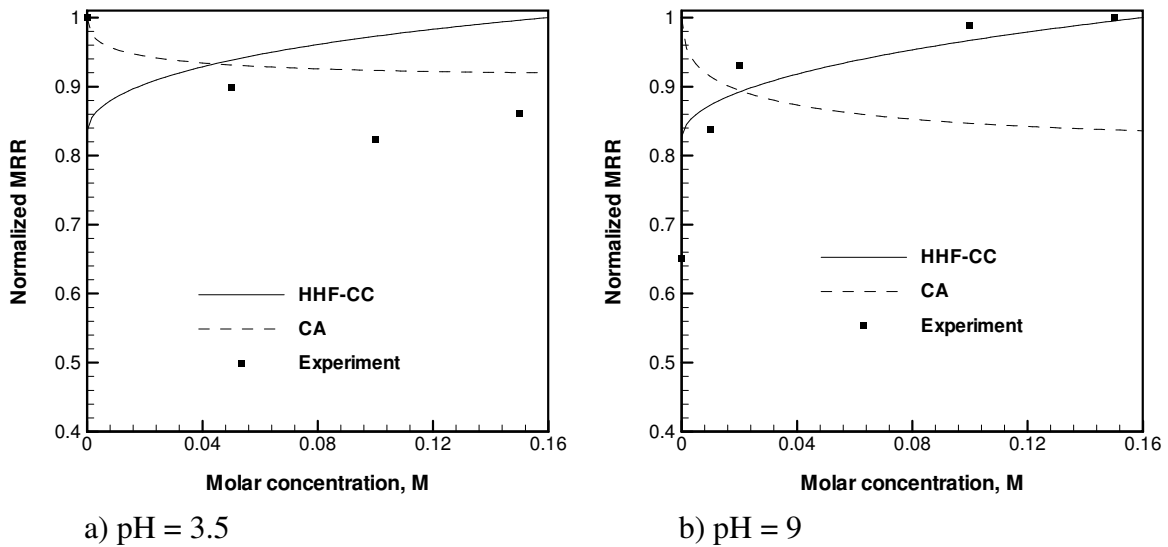 Normalized MRR
1
0.9
0.8
0.7
0.6
0.5
0.4
0
0.04
0.08
0.12
0.16
Molar concentration, M
HHF-CC
CA
Experiment
a) pH = 3.5
Normalized MRR
1
0.9
0.8
0.7
0.6
0.5
0.4
0
0.04
0.08
0.12
0.16
Molar concentration, M
HHF-CC
CA
Experiment
b) pH = 9